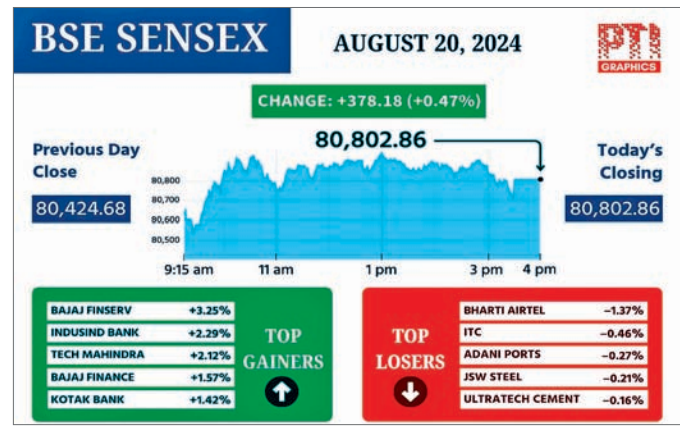 BSE SENSEX
AUGUST 20, 2024
PTI
GRAPHICS
CHANGE: +378.18 (+0.47%)
80,802.86
Previous Day
Close
80,424.68
Today's
Closing
80,802.86
80,800
80,700
80,600
80,500
9:15 am 11 am 1 pm 3 pm 4 pm
BAJAJ FINSERV +3.25%
INDUSIND BANK +2.29%
TECH MAHINDRA +2.12%
BAJAJ FINANCE +1.57%
KOTAK BANK +1.42%
TOP
GAINERS
TOP
LOSERS
BHARTI AIRTEL –1.37%
ITC –0.46%
ADANI PORTS –0.27%
JSW STEEL –0.21%
ULTRATECH CEMENT –0.16%